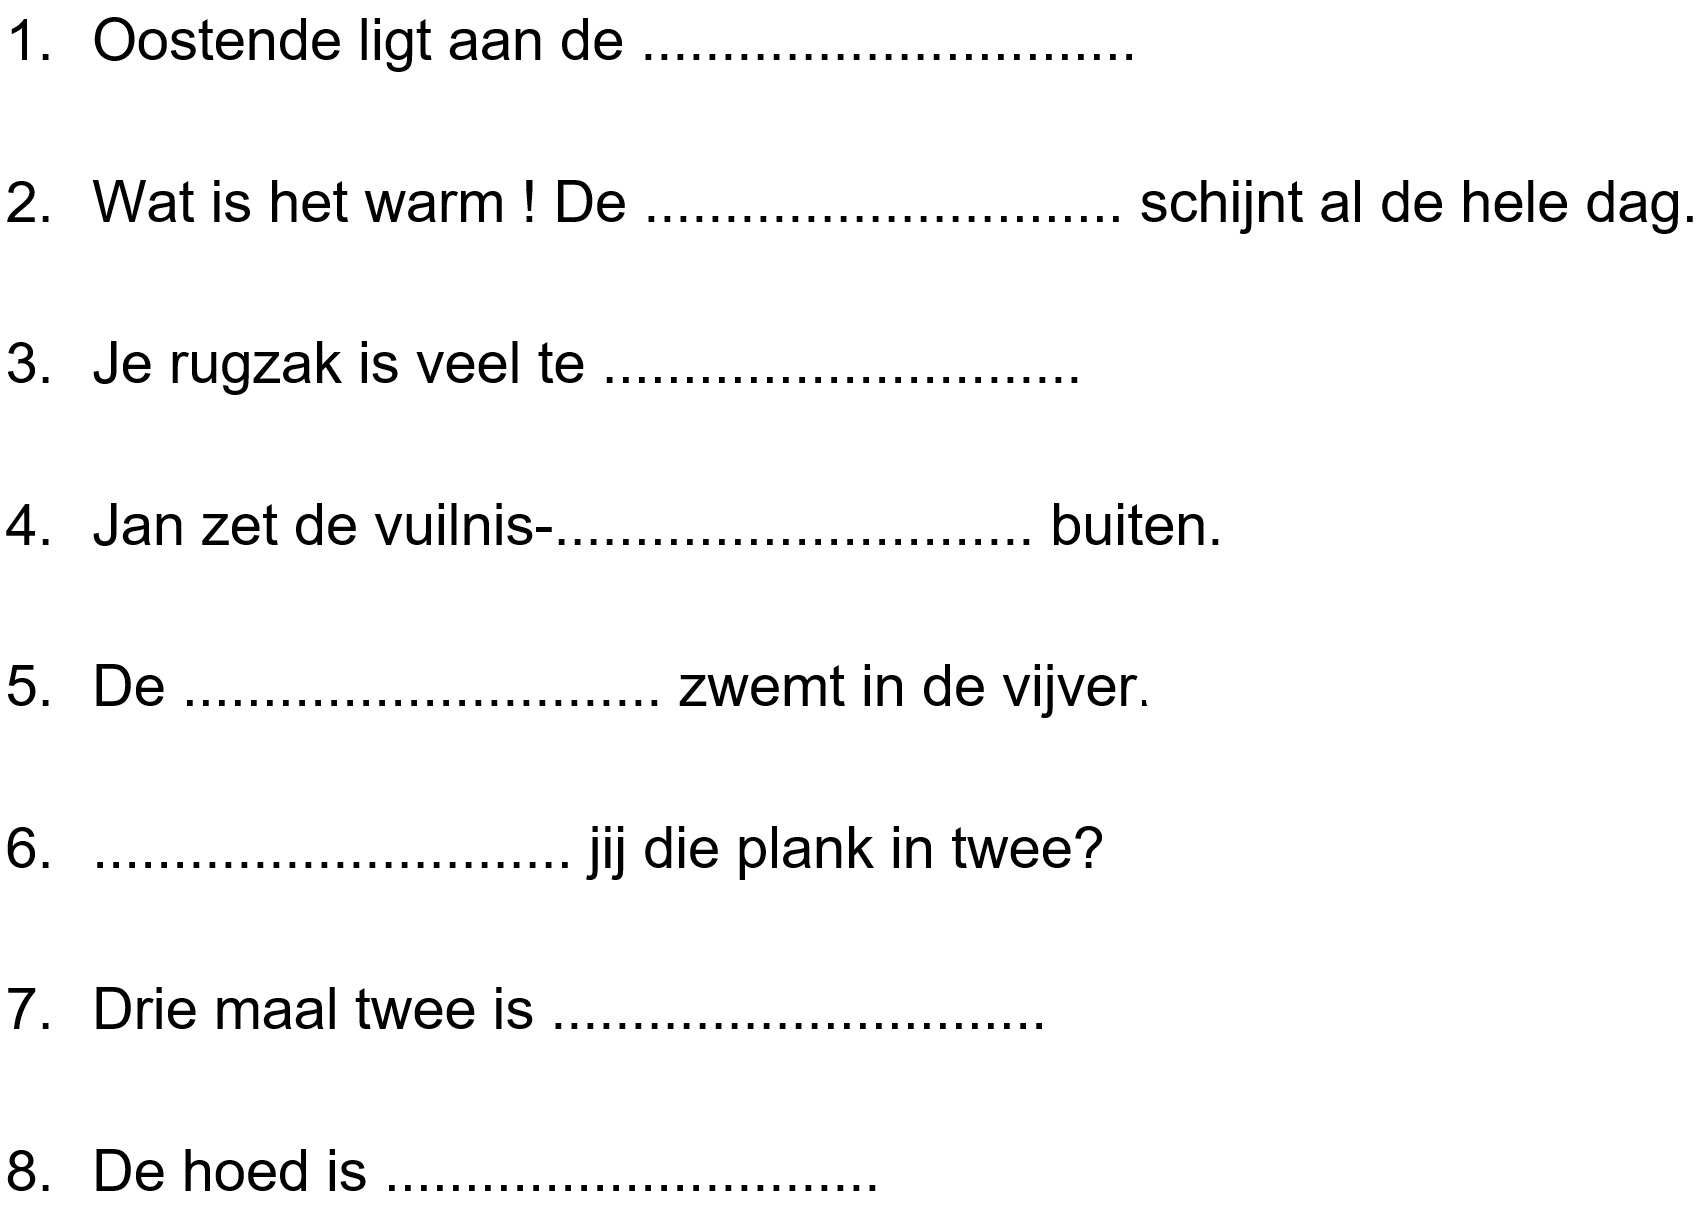 1. Oostende ligt aan de ...............................
2. Wat is het warm ! De .............................. schijnt al de hele dag.
3. Je rugzak is veel te ..............................
4. Jan zet de vuilnis-.............................. buiten.
5. De .............................. zwemt in de vijver.
6. .............................. jij die plank in twee?
7. Drie maal twee is ...............................
8. De hoed is ...............................